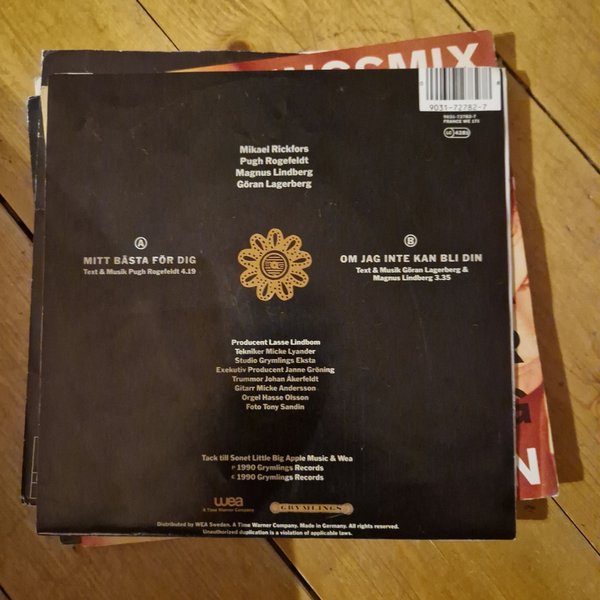 NGSMIX
9031-72782-7
9031-72782-7
FRANCE WE 171
LC 4281
Mikael Rickfors
Pugh Rogefeldt
Magnus Lindberg
Göran Lagerberg
A
MITT BÄSTA FÖR DIG
Text & Musik Pugh Rogefeldt 4.19
B
OM JAG INTE KAN BLI DIN
Text & Musik Göran Lagerberg &
Magnus Lindberg 3.35
Producent Lasse Lindbom
Tekniker Micke Lyander
Studio Grymlings Eksta
Exekutiv Producent Janne Gröning
Trummor Johan Åkerfeldt
Gitarr Micke Andersson
Orgel Hasse Olsson
Foto Tony Sandin
Tack till Sonet Little Big Apple Music & Wea
℗ 1990 Grymlings Records
© 1990 Grymlings Records
wea
A Time Warner Company
GRYMLINGS
Distributed by WEA Sweden. A Time Warner Company. Made in Germany. All rights reserved.
Unauthorized duplication is a violation of applicable laws.
N